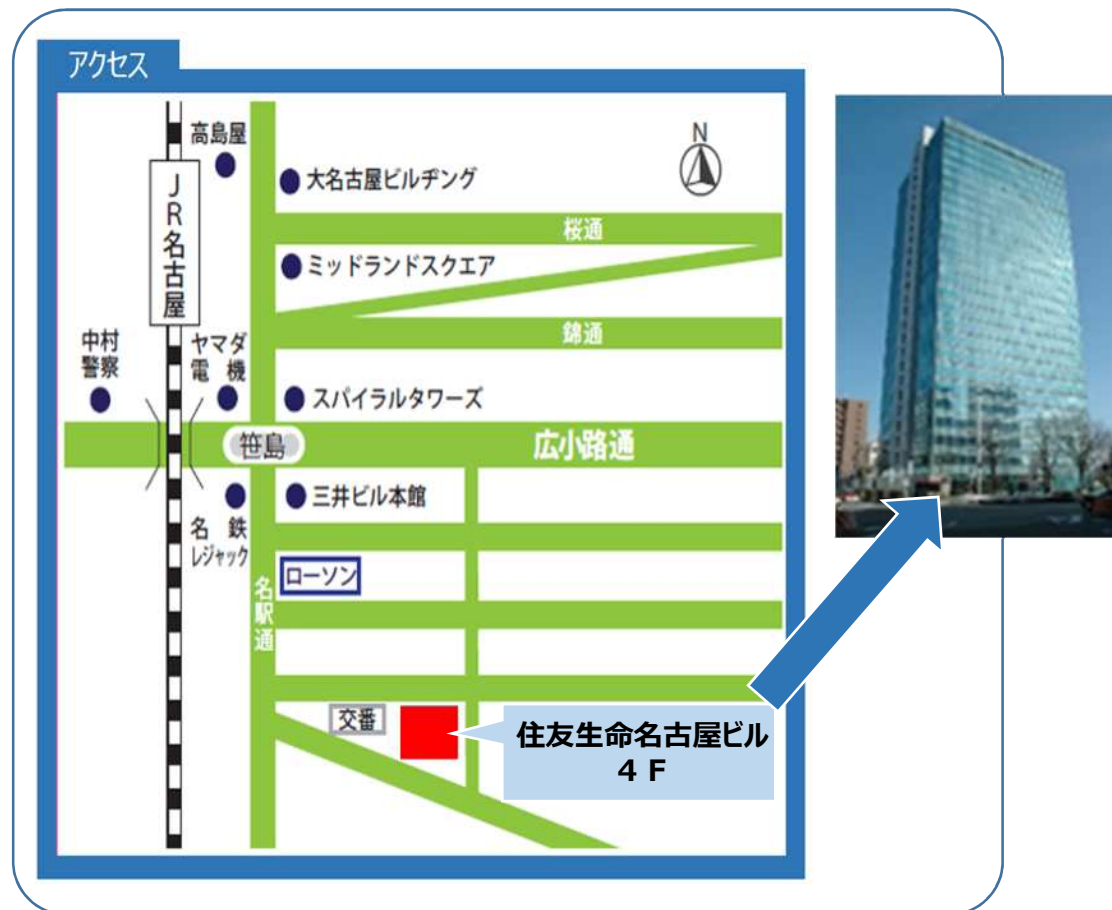 アクセス
N
高島屋
大名古屋ビルヂング
JR名古屋
桜通
ミッドランドスクエア
錦通
中村
警察
ヤマダ
電機
スパイラルタワーズ
笹島
広小路通
三井ビル本館
名鉄
レジャック
ローソン
名駅通
交番
住友生命名古屋ビル
4 F